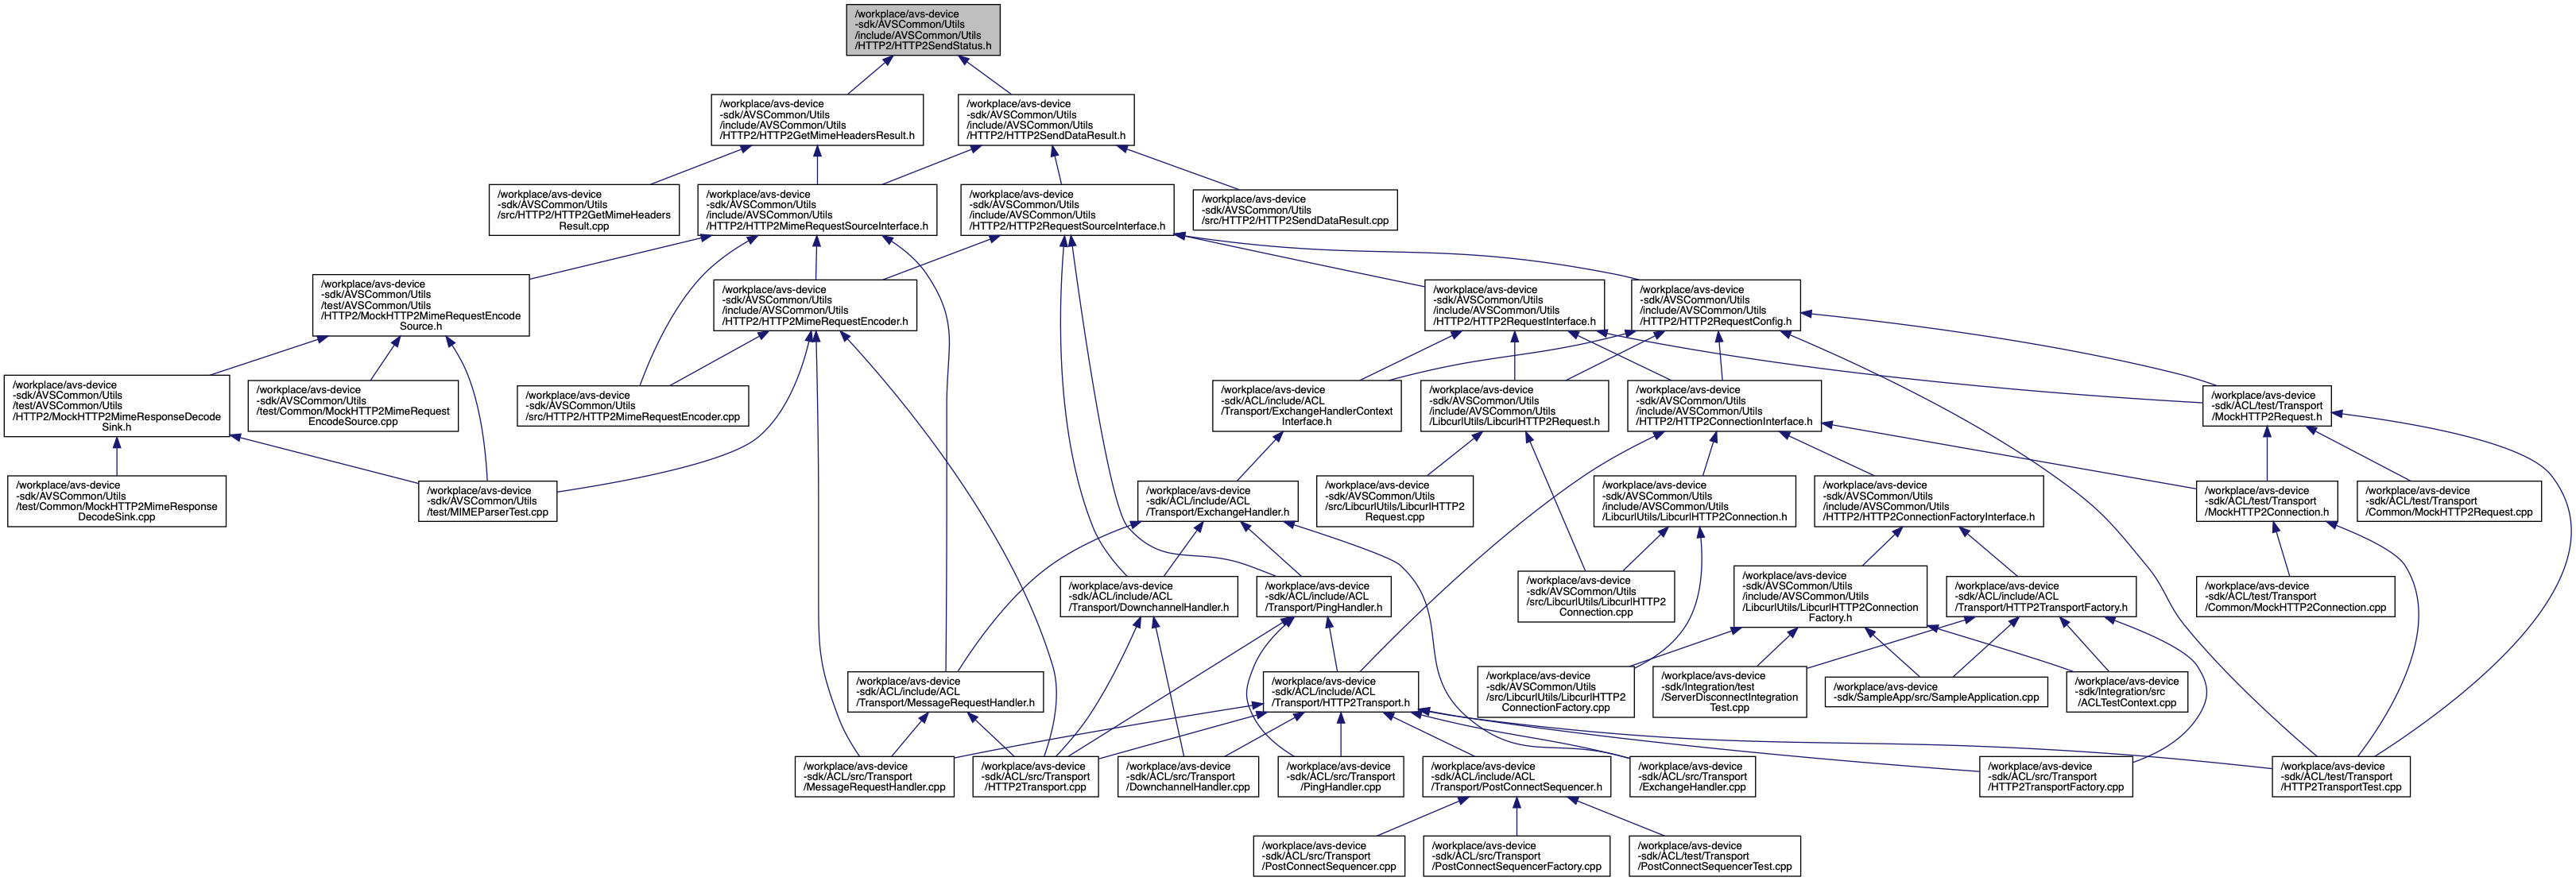 /workplace/avs-device
-sdk/AVSCommon/Utils
/include/AVSCommon/Utils
/HTTP2/HTTP2SendStatus.h
/workplace/avs-device
-sdk/AVSCommon/Utils
/include/AVSCommon/Utils
/HTTP2/HTTP2GetMimeHeadersResult.h
/workplace/avs-device
-sdk/AVSCommon/Utils
/include/AVSCommon/Utils
/HTTP2/HTTP2SendDataResult.h
/workplace/avs-device
-sdk/AVSCommon/Utils
/src/HTTP2/HTTP2GetMimeHeaders
Result.cpp
/workplace/avs-device
-sdk/AVSCommon/Utils
/include/AVSCommon/Utils
/HTTP2/HTTP2MimeRequestSourceInterface.h
/workplace/avs-device
-sdk/AVSCommon/Utils
/include/AVSCommon/Utils
/HTTP2/HTTP2RequestSourceInterface.h
/workplace/avs-device
-sdk/AVSCommon/Utils
/src/HTTP2/HTTP2SendDataResult.cpp
/workplace/avs-device
-sdk/AVSCommon/Utils
/test/AVSCommon/Utils
/HTTP2/MockHTTP2MimeRequestEncode
Source.h
/workplace/avs-device
-sdk/AVSCommon/Utils
/include/AVSCommon/Utils
/HTTP2/HTTP2MimeRequestEncoder.h
/workplace/avs-device
-sdk/AVSCommon/Utils
/include/AVSCommon/Utils
/HTTP2/HTTP2RequestInterface.h
/workplace/avs-device
-sdk/AVSCommon/Utils
/include/AVSCommon/Utils
/HTTP2/HTTP2RequestConfig.h
/workplace/avs-device
-sdk/AVSCommon/Utils
/test/AVSCommon/Utils
/HTTP2/MockHTTP2MimeResponseDecode
Sink.h
/workplace/avs-device
-sdk/AVSCommon/Utils
/test/Common/MockHTTP2MimeRequest
EncodeSource.cpp
/workplace/avs-device
-sdk/AVSCommon/Utils
/src/HTTP2/HTTP2MimeRequestEncoder.cpp
/workplace/avs-device
-sdk/ACL/include/ACL
/Transport/ExchangeHandlerContext
Interface.h
/workplace/avs-device
-sdk/AVSCommon/Utils
/include/AVSCommon/Utils
/LibcurlUtils/LibcurlHTTP2Request.h
/workplace/avs-device
-sdk/AVSCommon/Utils
/include/AVSCommon/Utils
/HTTP2/HTTP2ConnectionInterface.h
/workplace/avs-device
-sdk/ACL/test/Transport
/MockHTTP2Request.h
/workplace/avs-device
-sdk/AVSCommon/Utils
/test/Common/MockHTTP2MimeResponse
DecodeSink.cpp
/workplace/avs-device
-sdk/AVSCommon/Utils
/test/MIMEParserTest.cpp
/workplace/avs-device
-sdk/ACL/include/ACL
/Transport/ExchangeHandler.h
/workplace/avs-device
-sdk/AVSCommon/Utils
/src/LibcurlUtils/LibcurlHTTP2
Request.cpp
/workplace/avs-device
-sdk/AVSCommon/Utils
/include/AVSCommon/Utils
/LibcurlUtils/LibcurlHTTP2Connection.h
/workplace/avs-device
-sdk/AVSCommon/Utils
/include/AVSCommon/Utils
/HTTP2/HTTP2ConnectionFactoryInterface.h
/workplace/avs-device
-sdk/ACL/test/Transport
/MockHTTP2Connection.h
/workplace/avs-device
-sdk/ACL/test/Transport
/Common/MockHTTP2Request.cpp
/workplace/avs-device
-sdk/ACL/include/ACL
/Transport/DownchannelHandler.h
/workplace/avs-device
-sdk/ACL/include/ACL
/Transport/PingHandler.h
/workplace/avs-device
-sdk/AVSCommon/Utils
/src/LibcurlUtils/LibcurlHTTP2
Connection.cpp
/workplace/avs-device
-sdk/AVSCommon/Utils
/include/AVSCommon/Utils
/LibcurlUtils/LibcurlHTTP2Connection
Factory.h
/workplace/avs-device
-sdk/ACL/include/ACL
/Transport/HTTP2TransportFactory.h
/workplace/avs-device
-sdk/ACL/test/Transport
/Common/MockHTTP2Connection.cpp
/workplace/avs-device
-sdk/ACL/include/ACL
/Transport/MessageRequestHandler.h
/workplace/avs-device
-sdk/ACL/include/ACL
/Transport/HTTP2Transport.h
/workplace/avs-device
-sdk/AVSCommon/Utils
/src/LibcurlUtils/LibcurlHTTP2
ConnectionFactory.cpp
/workplace/avs-device
-sdk/Integration/test
/ServerDisconnectIntegration
Test.cpp
/workplace/avs-device
-sdk/SampleApp/src/SampleApplication.cpp
/workplace/avs-device
-sdk/Integration/src
/ACLTestContext.cpp
/workplace/avs-device
-sdk/ACL/src/Transport
/MessageRequestHandler.cpp
/workplace/avs-device
-sdk/ACL/src/Transport
/HTTP2Transport.cpp
/workplace/avs-device
-sdk/ACL/src/Transport
/DownchannelHandler.cpp
/workplace/avs-device
-sdk/ACL/src/Transport
/PingHandler.cpp
/workplace/avs-device
-sdk/ACL/include/ACL
/Transport/PostConnectSequencer.h
/workplace/avs-device
-sdk/ACL/src/Transport
/ExchangeHandler.cpp
/workplace/avs-device
-sdk/ACL/src/Transport
/HTTP2TransportFactory.cpp
/workplace/avs-device
-sdk/ACL/test/Transport
/HTTP2TransportTest.cpp
/workplace/avs-device
-sdk/ACL/src/Transport
/PostConnectSequencer.cpp
/workplace/avs-device
-sdk/ACL/src/Transport
/PostConnectSequencerFactory.cpp
/workplace/avs-device
-sdk/ACL/test/Transport
/PostConnectSequencerTest.cpp